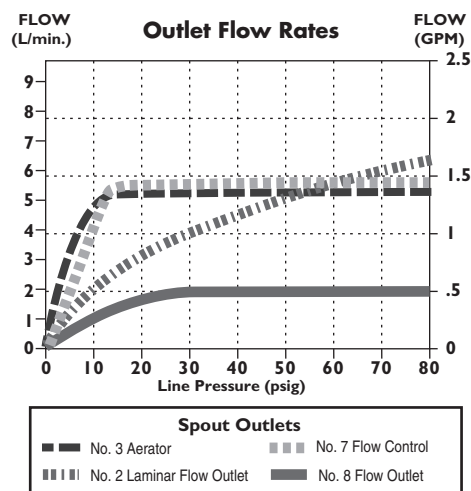 Outlet Flow Rates
FLOW
(L/min.)
FLOW
(GPM)
9
8
7
6
5
4
3
2
1
0
2.5
2
1.5
1
.5
0
0 10 20 30 40 50 60 70 80
Line Pressure (psig)
Spout Outlets
No. 3 Aerator
No. 7 Flow Control
No. 2 Laminar Flow Outlet
No. 8 Flow Outlet